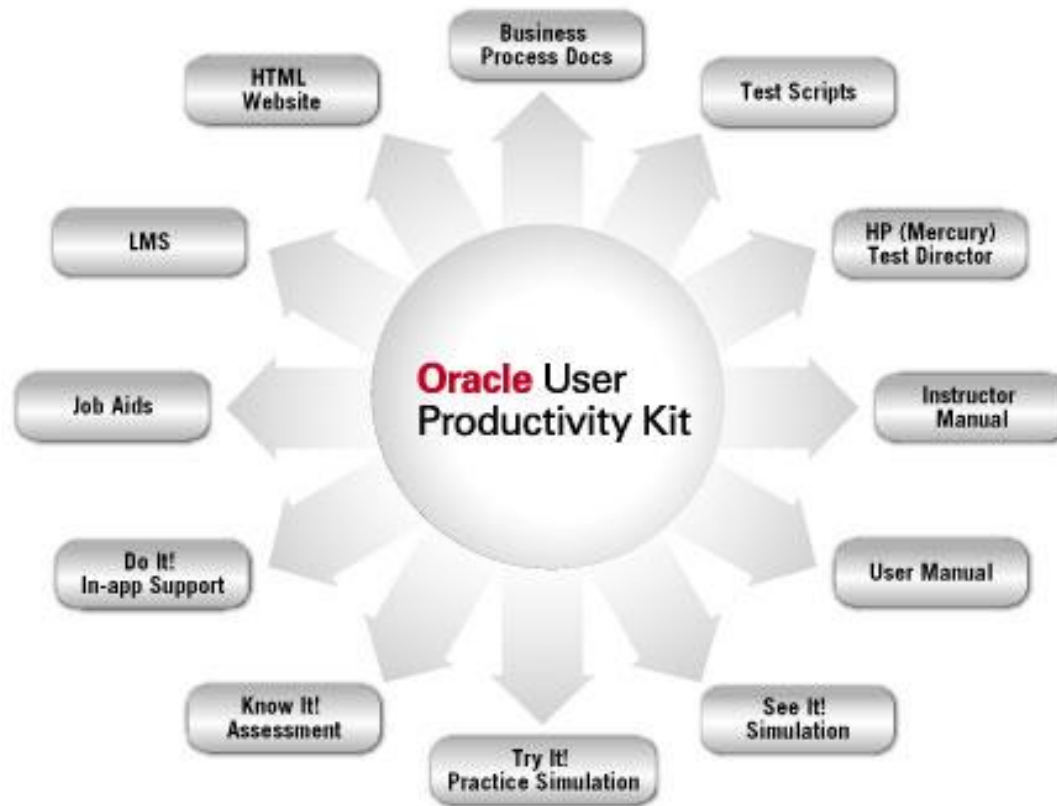 Business
Process Docs
HTML
Website
Test Scripts
LMS
HP (Mercury)
Test Director
Oracle User
Productivity Kit
Job Aids
Instructor
Manual
Do It!
In-app Support
User Manual
Know It!
Assessment
See It!
Simulation
Try It!
Practice Simulation